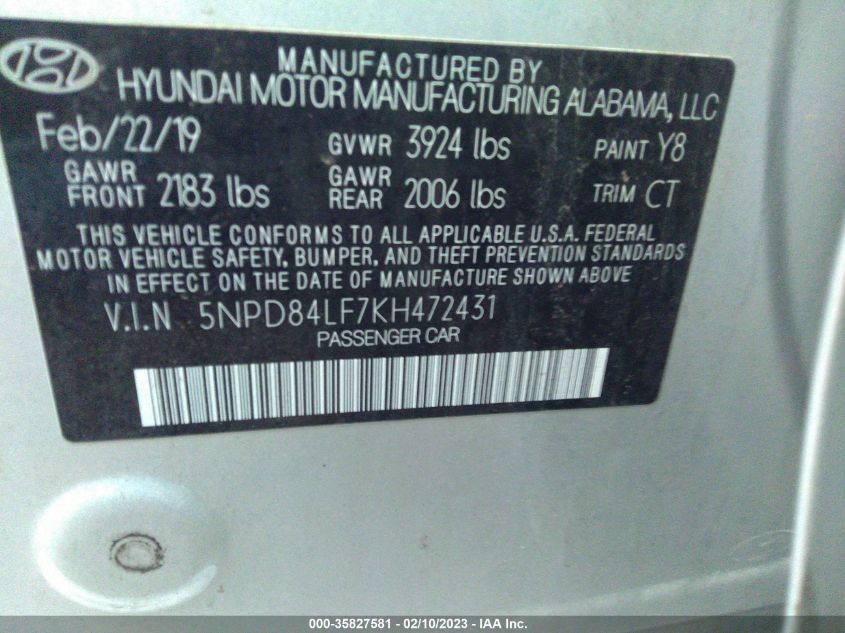 MANUFACTURED BY
HYUNDAI MOTOR MANUFACTURING ALABAMA, LLC
Feb/22/19 GVWR 3924 lbs PAINT Y8
GAWR FRONT 2183 lbs GAWR REAR 2006 lbs TRIM CT
THIS VEHICLE CONFORMS TO ALL APPLICABLE U.S.A. FEDERAL
MOTOR VEHICLE SAFETY, BUMPER, AND THEFT PREVENTION STANDARDS
IN EFFECT ON THE DATE OF MANUFACTURE SHOWN ABOVE
V.I.N 5NPD84LF7KH472431
PASSENGER CAR
000-35827581 - 02/10/2023 - IAA Inc.